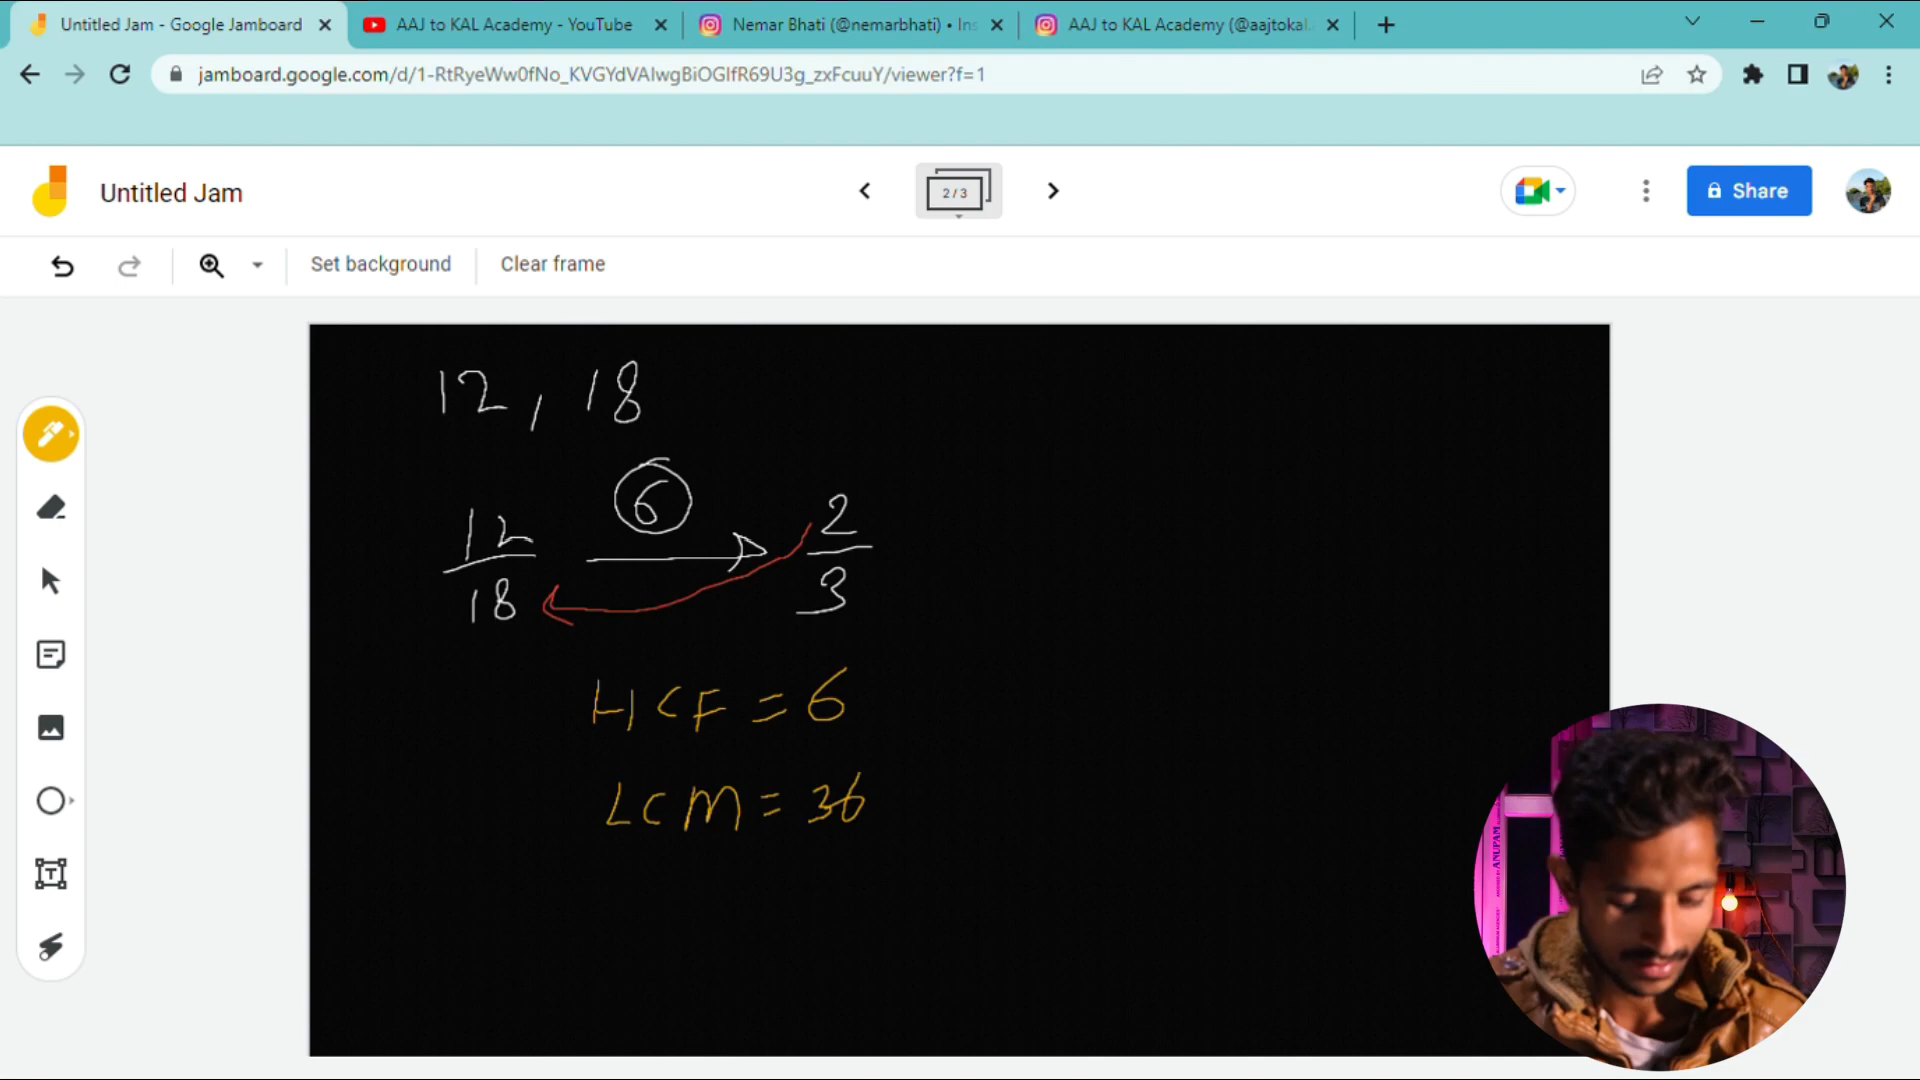 Untitled Jam - Google Jamboard
AAJ to KAL Academy - YouTube
Nemar Bhati (@nemarbhati) • Ins
AAJ to KAL Academy (@aajtokal.
jamboard.google.com/d/1-RtRyeWw0fNo_KVGYdVAIwgBiOGIfR69U3g_zxFcuuY/viewer?f=1
Untitled Jam
2 / 3
Share
Set background
Clear frame
12, 18
6
12
18
2
3
HCF = 6
LCM = 36
ANUPAM